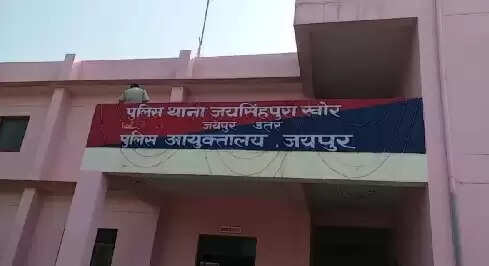 पुलिस थाना जयसिंहपुरा खोर
जयपुर उत्तर
पुलिस आयुक्तालय जयपुर